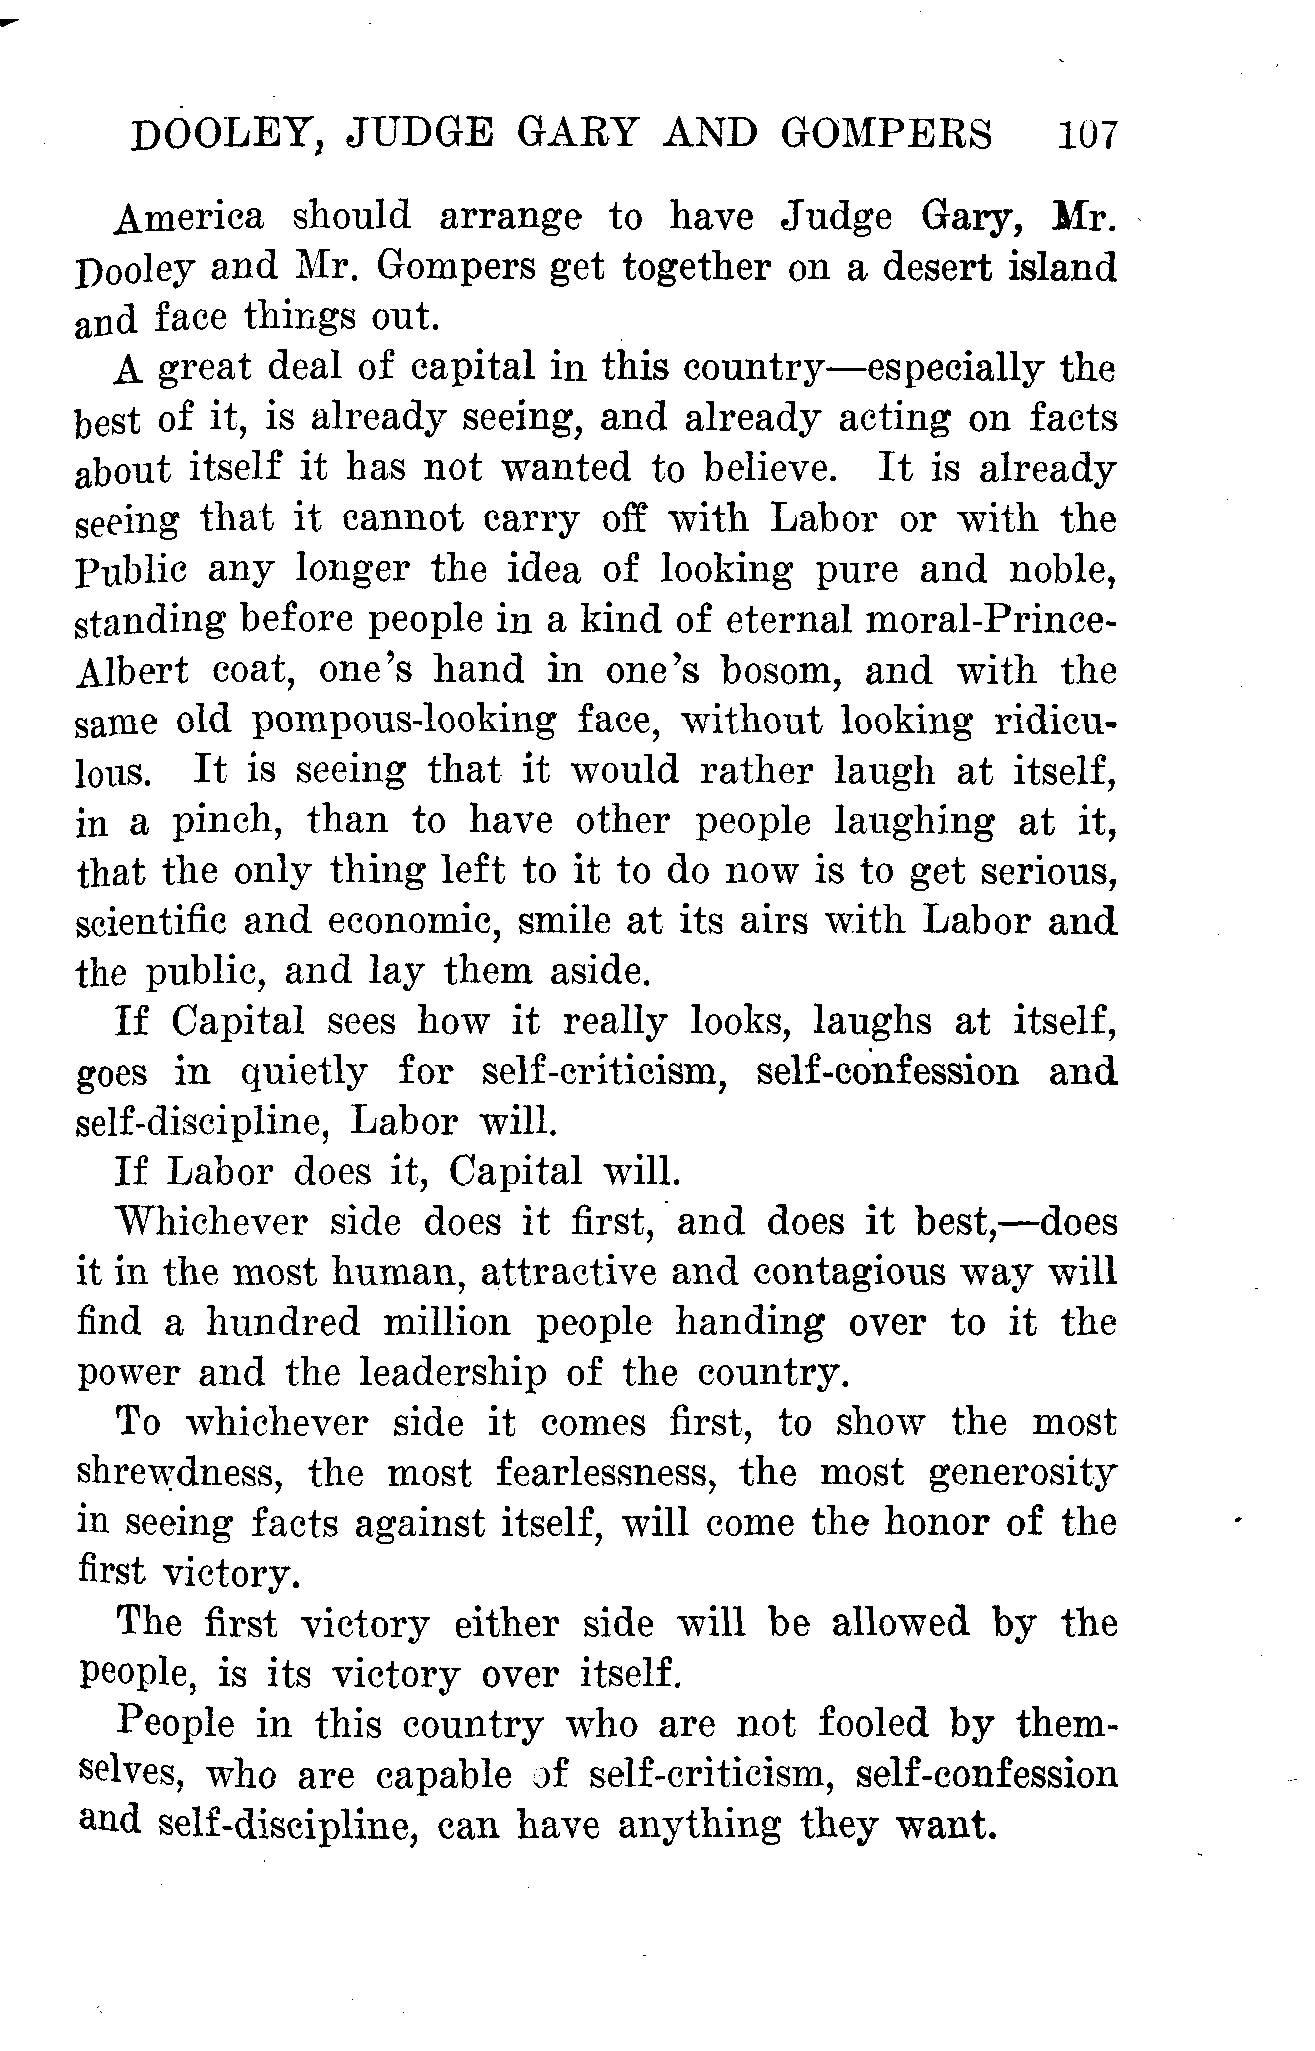 DOOLEY, JUDGE GARY AND GOMPERS 107
America should arrange to have Judge Gary, Mr.
Dooley and Mr. Gompers get together on a desert island
and face things out.
A great deal of capital in this country—especially the
best of it, is already seeing, and already acting on facts
about itself it has not wanted to believe. It is already
seeing that it cannot carry off with Labor or with the
Public any longer the idea of looking pure and noble,
standing before people in a kind of eternal moral-Prince-
Albert coat, one's hand in one's bosom, and with the
same old pompous-looking face, without looking ridicu-
lous. It is seeing that it would rather laugh at itself,
in a pinch, than to have other people laughing at it,
that the only thing left to it to do now is to get serious,
scientific and economic, smile at its airs with Labor and
the public, and lay them aside.
If Capital sees how it really looks, laughs at itself,
goes in quietly for self-criticism, self-confession and
self-discipline, Labor will.
If Labor does it, Capital will.
Whichever side does it first, and does it best,—does
it in the most human, attractive and contagious way will
find a hundred million people handing over to it the
power and the leadership of the country.
To whichever side it comes first, to show the most
shrewdness, the most fearlessness, the most generosity
in seeing facts against itself, will come the honor of the
first victory.
The first victory either side will be allowed by the
people, is its victory over itself.
People in this country who are not fooled by them-
selves, who are capable of self-criticism, self-confession
and self-discipline, can have anything they want.